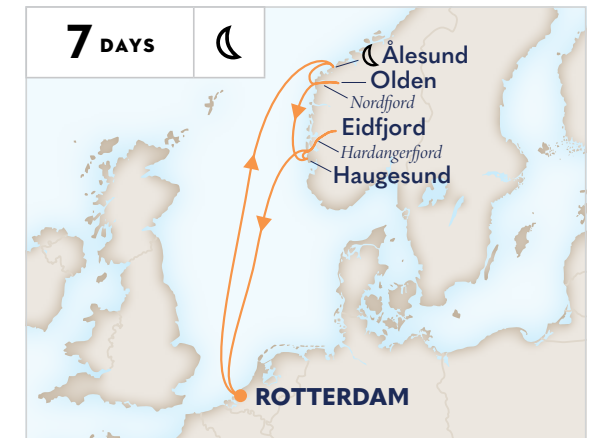 7 DAYS
Ålesund
Olden
Nordfjord
Eidfjord
Hardangerfjord
Haugesund
ROTTERDAM